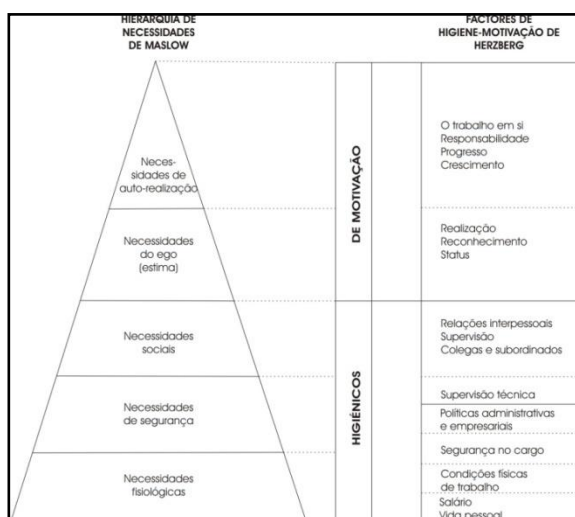 HIERARQUIA DE
NECESSIDADES
DE MASLOW
FACTORES DE
HIGIENE-MOTIVAÇÃO DE
HERZBERG
Neces-
sidades de
auto-realização
Necessidades
do ego
(estima)
Necessidades
sociais
Necessidades
de segurança
Necessidades
fisiológicas
DE MOTIVAÇÃO
HIGIÉNICOS
O trabalho em si
Responsabilidade
Progresso
Crescimento
Realização
Reconhecimento
Status
Relações interpessoais
Supervisão
Colegas e subordinados
Supervisão técnica
Políticas administrativas
e empresariais
Segurança no cargo
Condições físicas
de trabalho
Salário
Vida pessoal